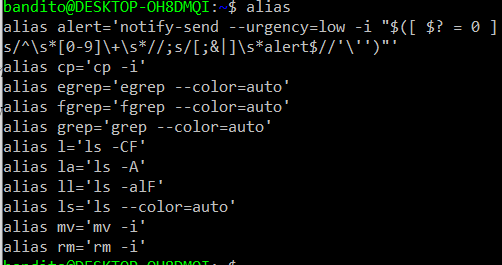 bandito@DESKTOP-OH8DMQI:~$ alias
alias alert='notify-send --urgency=low -i "$([ $? = 0 ]
s/^\s*[0-9]\+\s*//;s/[;&|]\s*alert$//'\'')"'
alias cp='cp -i'
alias egrep='egrep --color=auto'
alias fgrep='fgrep --color=auto'
alias grep='grep --color=auto'
alias l='ls -CF'
alias la='ls -A'
alias ll='ls -alF'
alias ls='ls --color=auto'
alias mv='mv -i'
alias rm='rm -i'
bandito@DESKTOP-OH8DMQI:~$